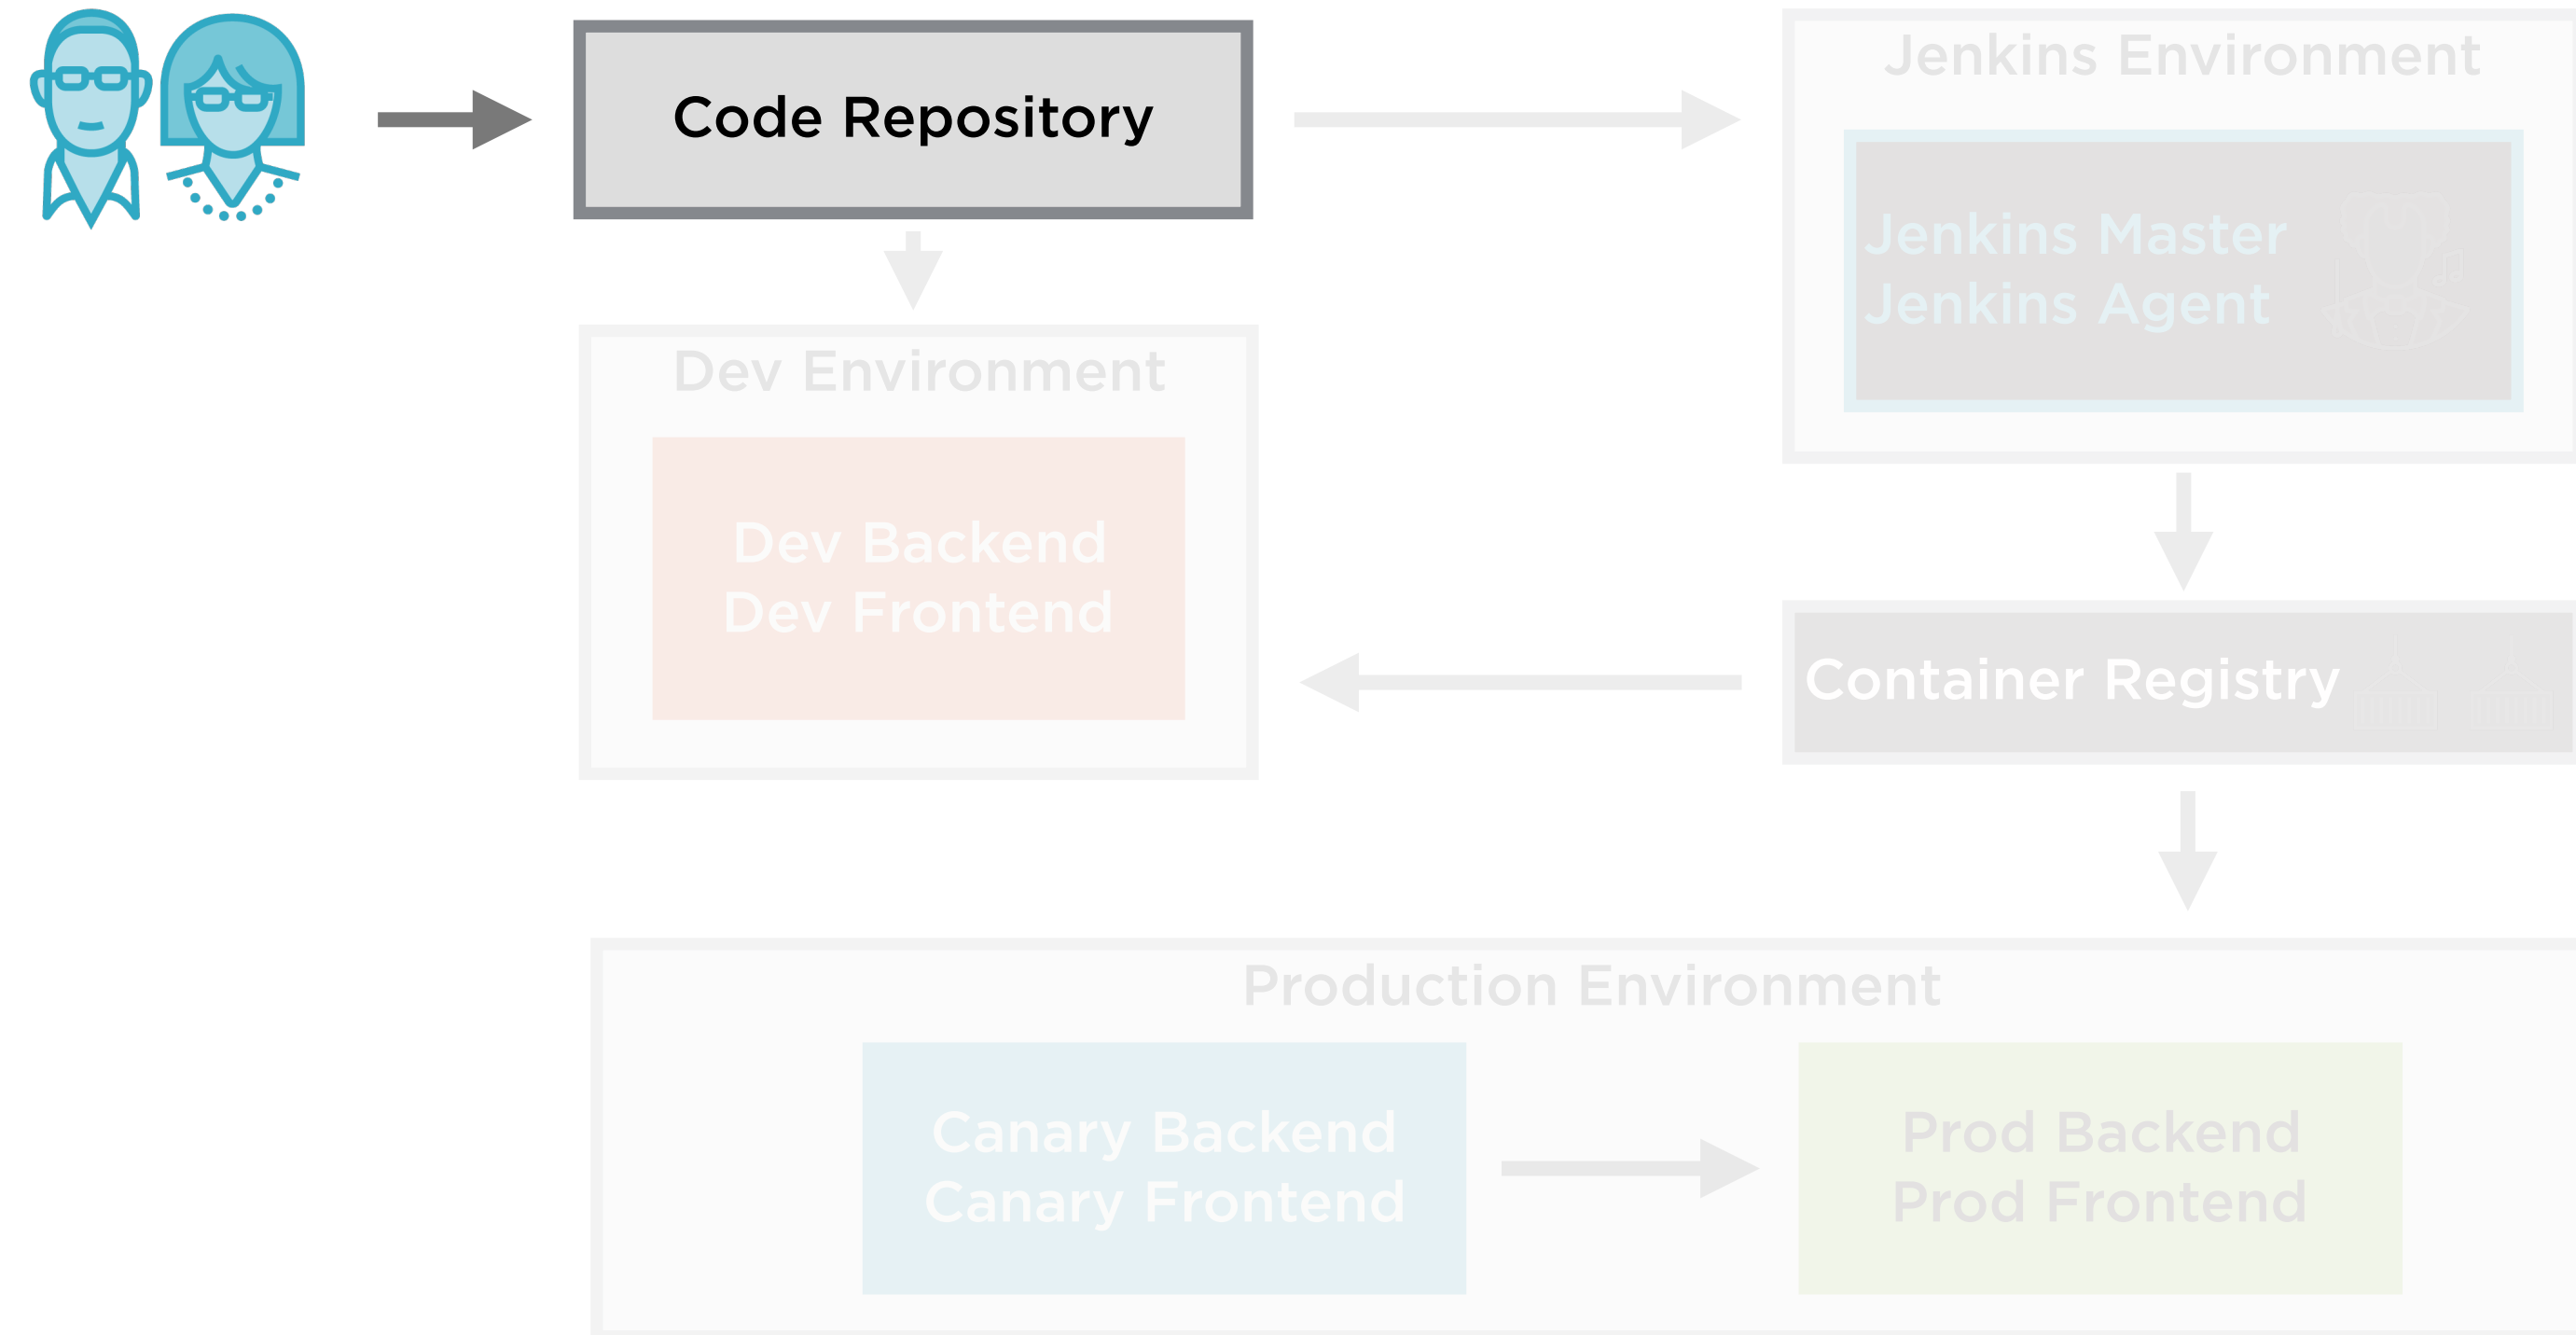 Code Repository
Jenkins Environment
Jenkins Master
Jenkins Agent
Dev Environment
Dev Backend
Dev Frontend
Container Registry
Production Environment
Canary Backend
Canary Frontend
Prod Backend
Prod Frontend